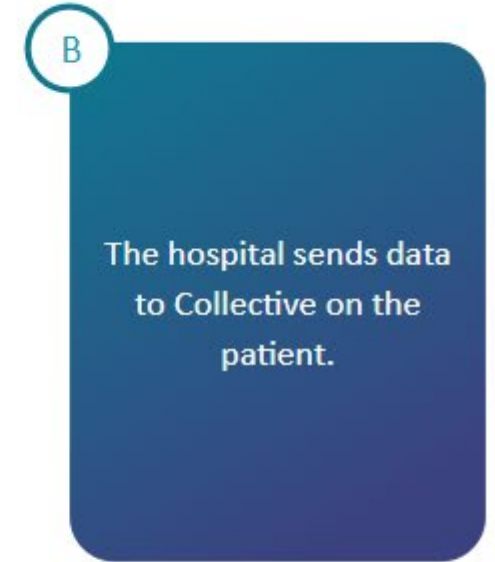 B
The hospital sends data
to Collective on the
patient.